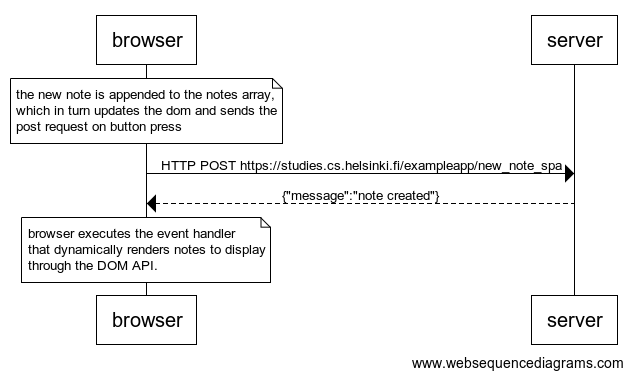 browser server
the new note is appended to the notes array,
which in turn updates the dom and sends the
post request on button press
HTTP POST https://studies.cs.helsinki.fi/exampleapp/new_note_spa
{"message":"note created"}
browser executes the event handler
that dynamically renders notes to display
through the DOM API.
browser server
www.websequencediagrams.com